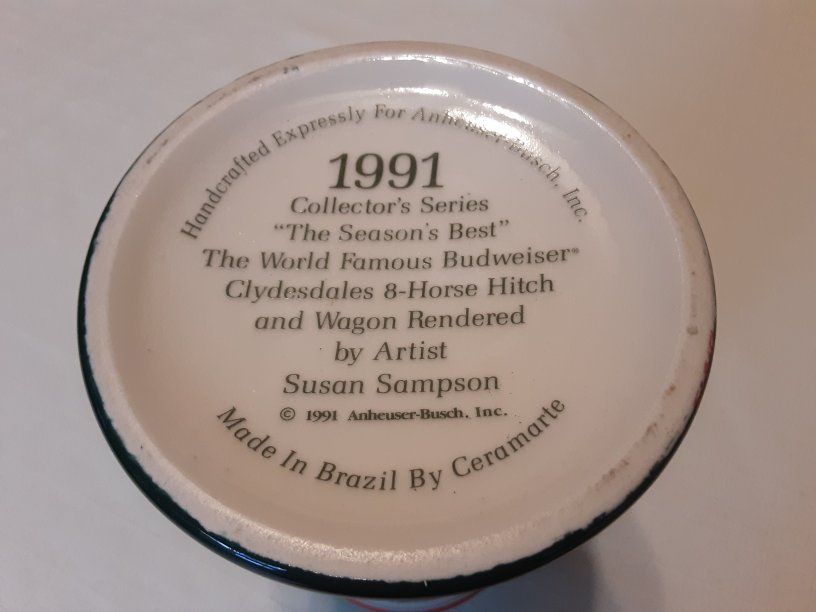 Handcrafted Expressly For Anheuser-Busch, Inc.
1991
Collector's Series
"The Season's Best"
The World Famous Budweiser®
Clydesdales 8-Horse Hitch
and Wagon Rendered
by Artist
Susan Sampson
© 1991 Anheuser-Busch, Inc.
Made In Brazil By Ceramarte